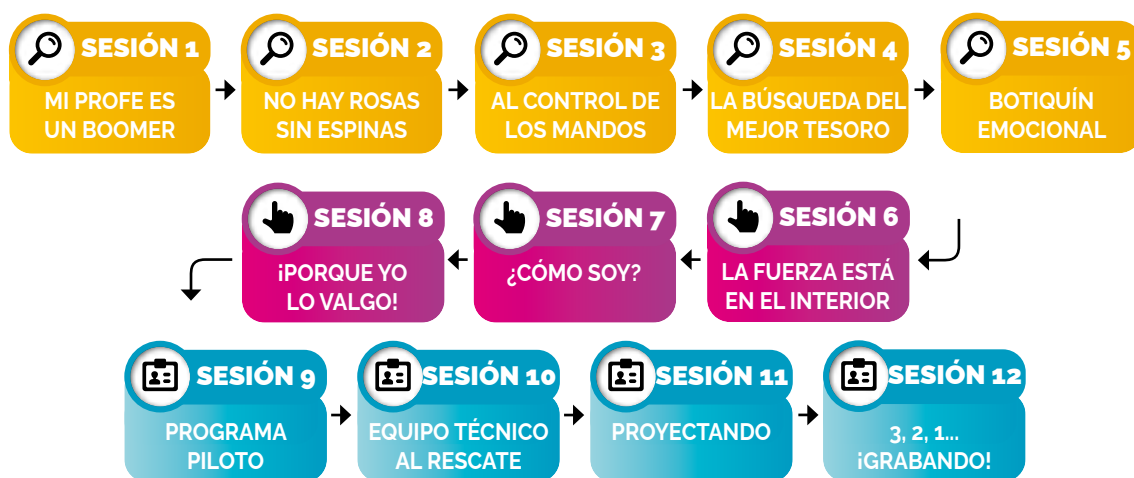 SESIÓN 1
MI PROFE ES
UN BOOMER
SESIÓN 2
NO HAY ROSAS
SIN ESPINAS
SESIÓN 3
AL CONTROL DE
LOS MANDOS
SESIÓN 4
LA BÚSQUEDA DEL
MEJOR TESORO
SESIÓN 5
BOTIQUÍN
EMOCIONAL
SESIÓN 6
LA FUERZA ESTÁ
EN EL INTERIOR
SESIÓN 7
¿CÓMO SOY?
SESIÓN 8
¡PORQUE YO
LO VALGO!
SESIÓN 9
PROGRAMA
PILOTO
SESIÓN 10
EQUIPO TÉCNICO
AL RESCATE
SESIÓN 11
PROYECTANDO
SESIÓN 12
3, 2, 1...
¡GRABANDO!